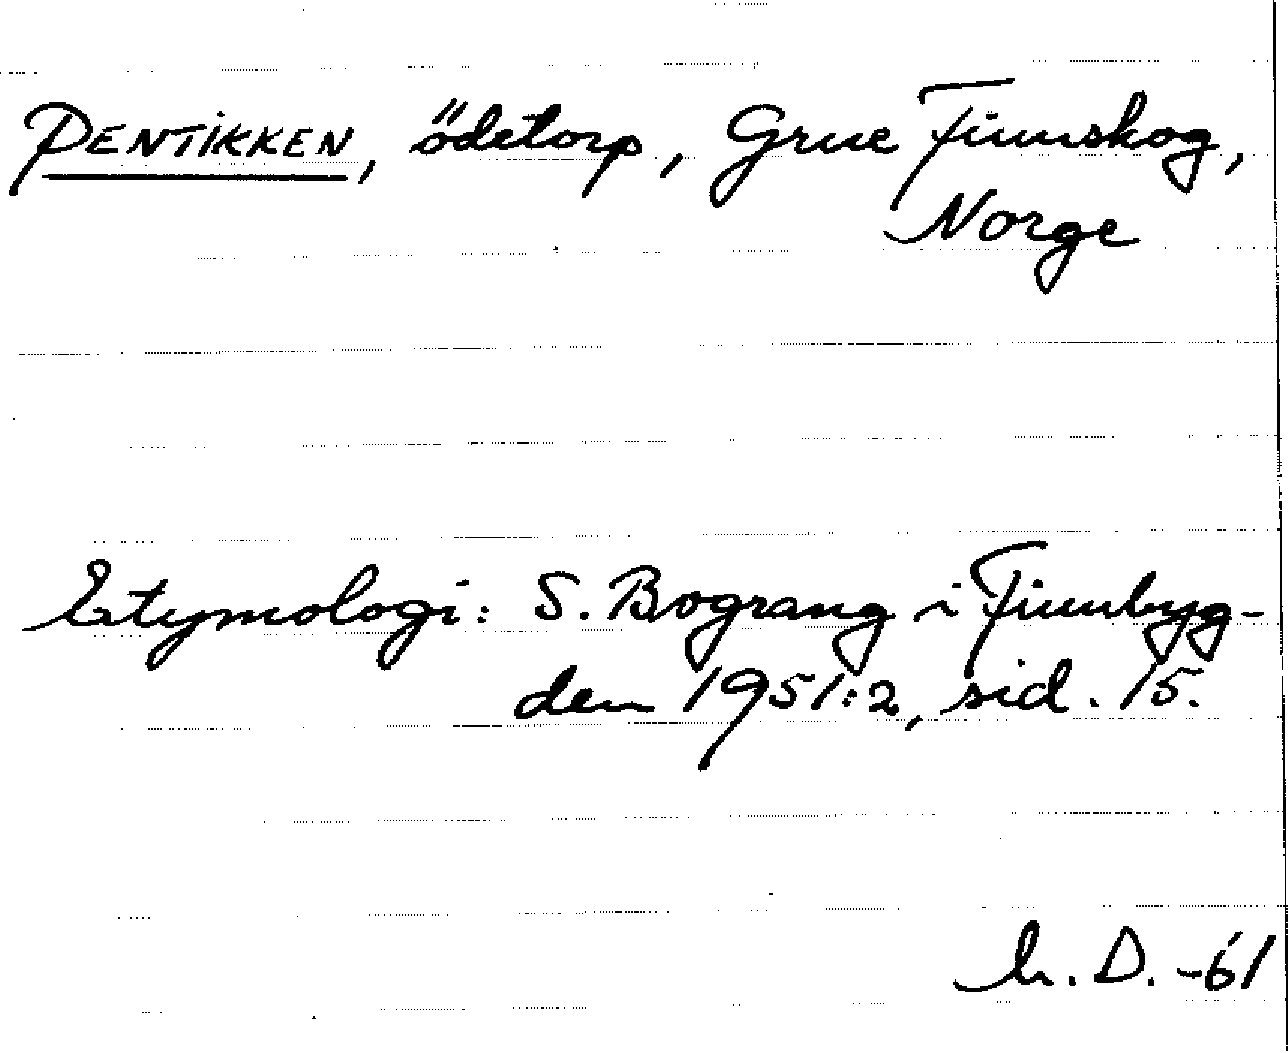 PENTIKKEN, ödetorp, Grue Finnskog,
Norge
Etymologi: S. Bograng i Finnbyg-
den 1951:2, sid. 15.
h. D. -61